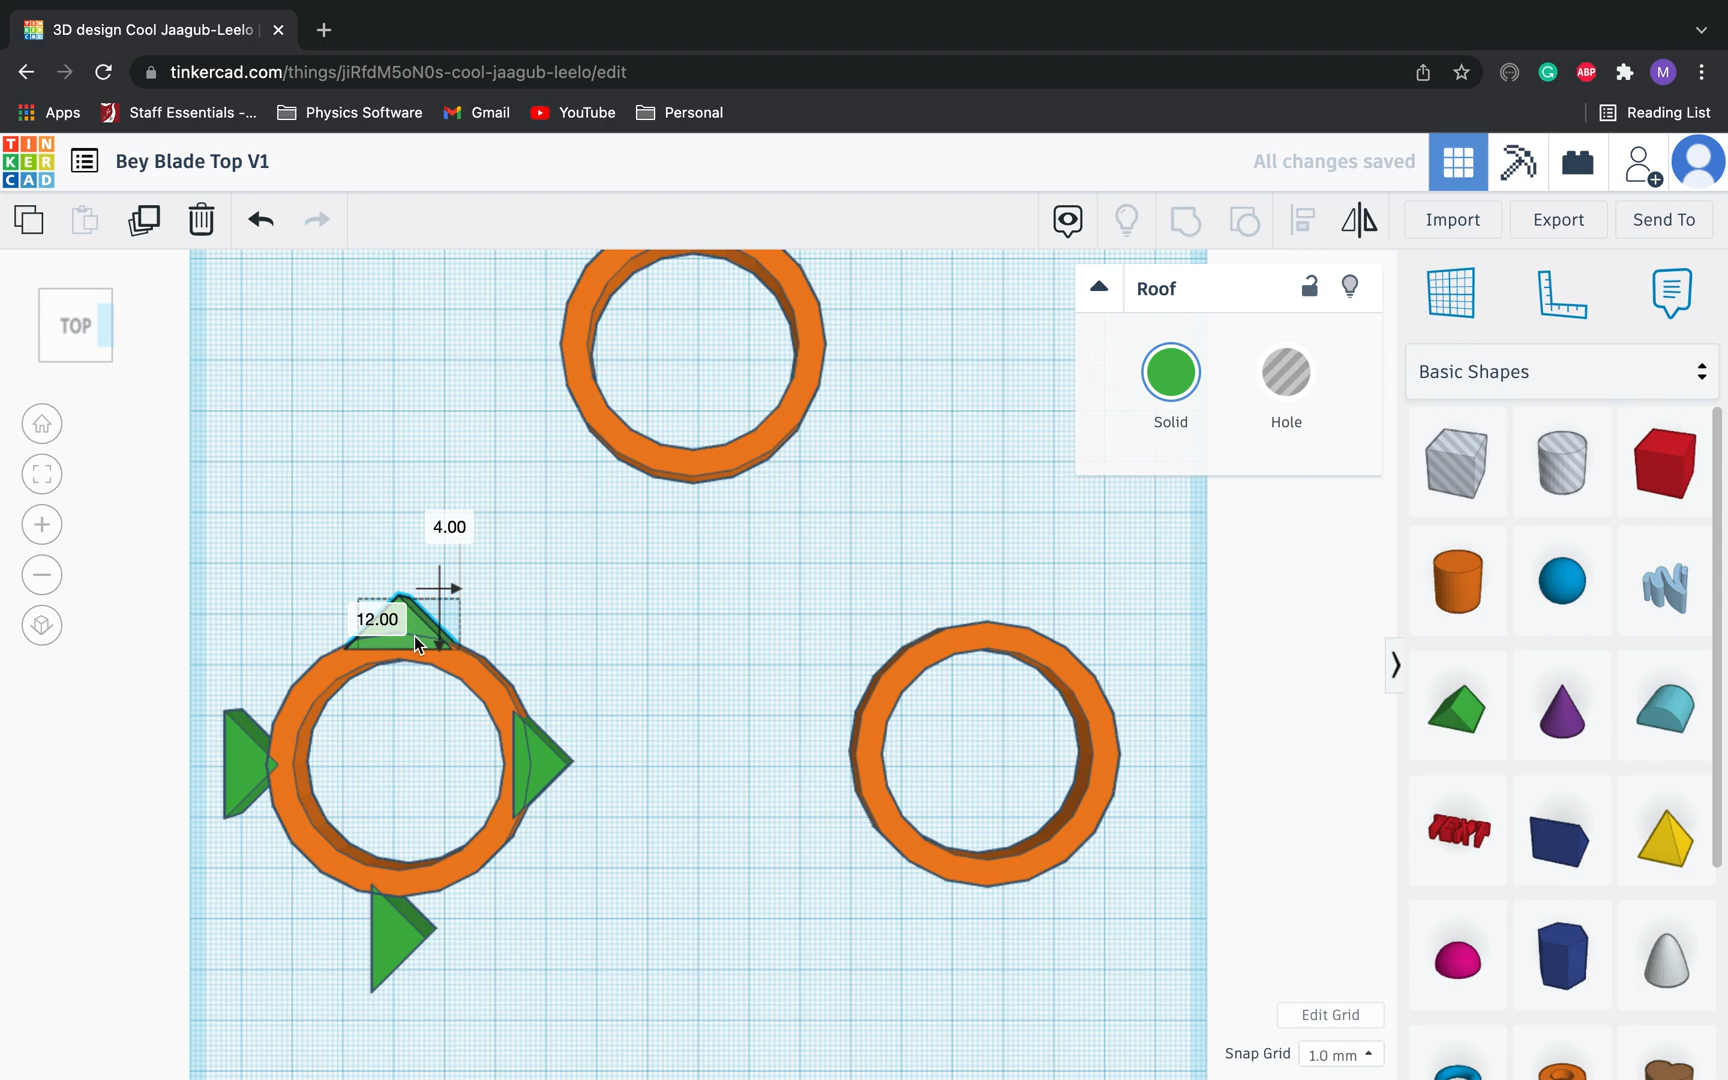 3D design Cool Jaagub-Leelo
tinkercad.com/things/jiRfdM5oN0s-cool-jaagub-leelo/edit
ABP
M
Apps
Staff Essentials -...
Physics Software
Gmail
YouTube
Personal
Reading List
TIN
KER
CAD
Bey Blade Top V1
All changes saved
Import
Export
Send To
TOP
Roof
Solid
Hole
Basic Shapes
4.00
12.00
TEXT
Edit Grid
Snap Grid
1.0 mm